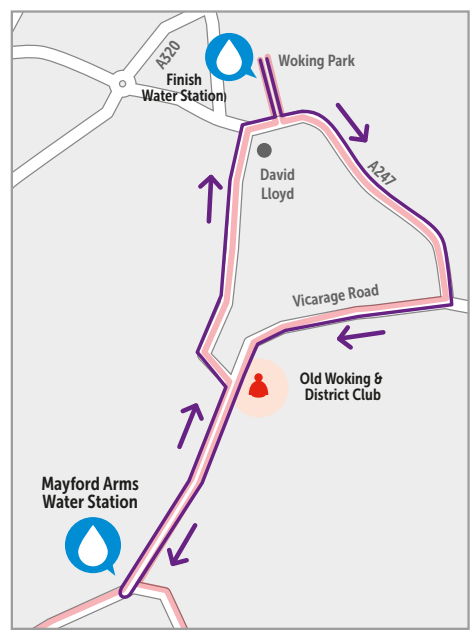 A320
Woking Park
Finish
Water Station
David
Lloyd
A247
Vicarage Road
Old Woking &
District Club
Mayford Arms
Water Station